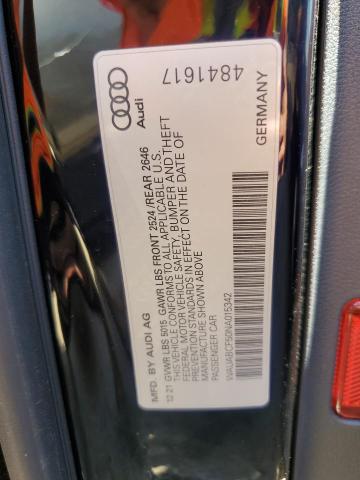 4841617
Audi
GERMANY
MFD. BY AUDI AG
12 21 GVWR LBS 5015 GAWR LBS FRONT 2524 /REAR 2646
THIS VEHICLE CONFORMS TO ALL APPLICABLE U.S.
FEDERAL MOTOR VEHICLE SAFETY, BUMPER AND THEFT
PREVENTION STANDARDS IN EFFECT ON THE DATE OF
MANUFACTURE SHOWN ABOVE
PASSENGER CAR
WAUABCF50NA015342